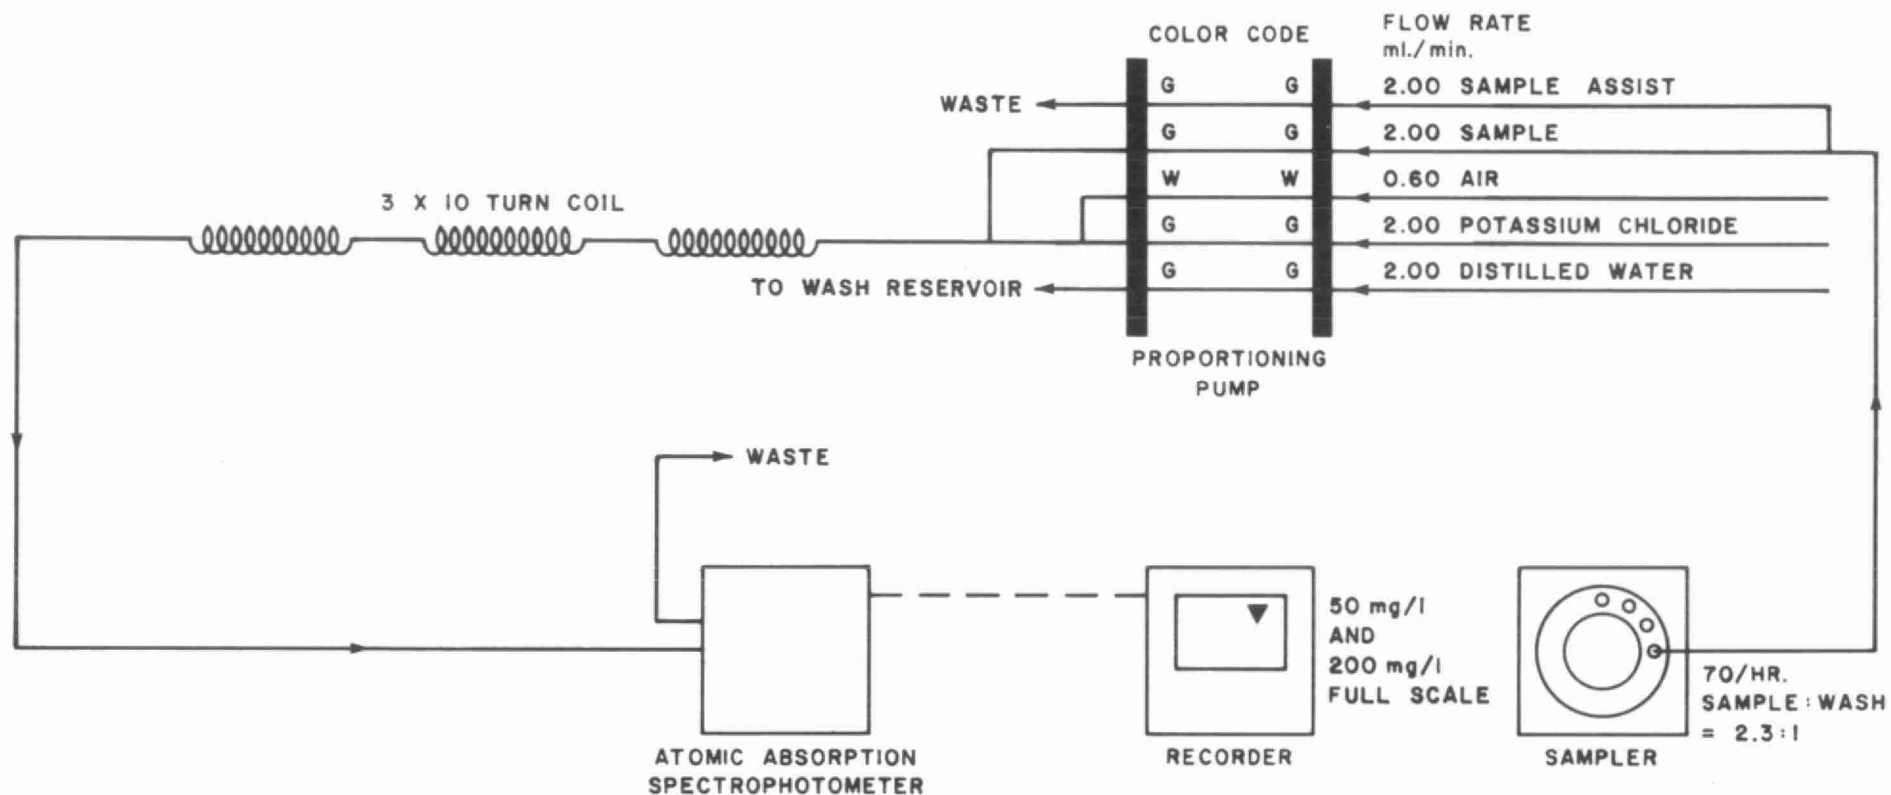 COLOR CODE
FLOW RATE
ml./min.
G G 2.00 SAMPLE ASSIST
WASTE
G G 2.00 SAMPLE
W W 0.60 AIR
3 X 10 TURN COIL
G G 2.00 POTASSIUM CHLORIDE
G G 2.00 DISTILLED WATER
TO WASH RESERVOIR
PROPORTIONING
PUMP
WASTE
50 mg/l
AND
200 mg/l
FULL SCALE
70/HR.
SAMPLE:WASH
= 2.3:1
ATOMIC ABSORPTION
SPECTROPHOTOMETER
RECORDER
SAMPLER